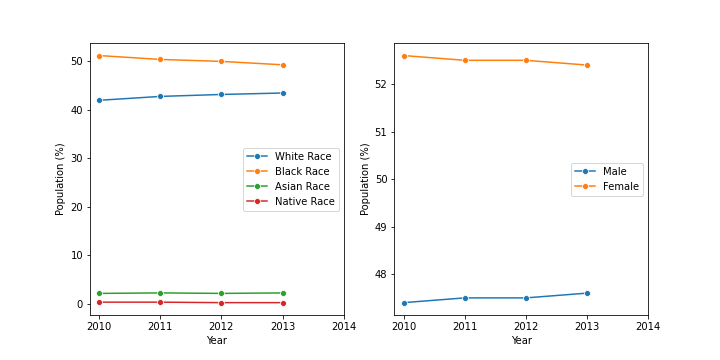 50
40
30
20
10
0
Population (%)
2010 2011 2012 2013 2014
Year
White Race
Black Race
Asian Race
Native Race
52
51
50
49
48
Population (%)
2010 2011 2012 2013 2014
Year
Male
Female